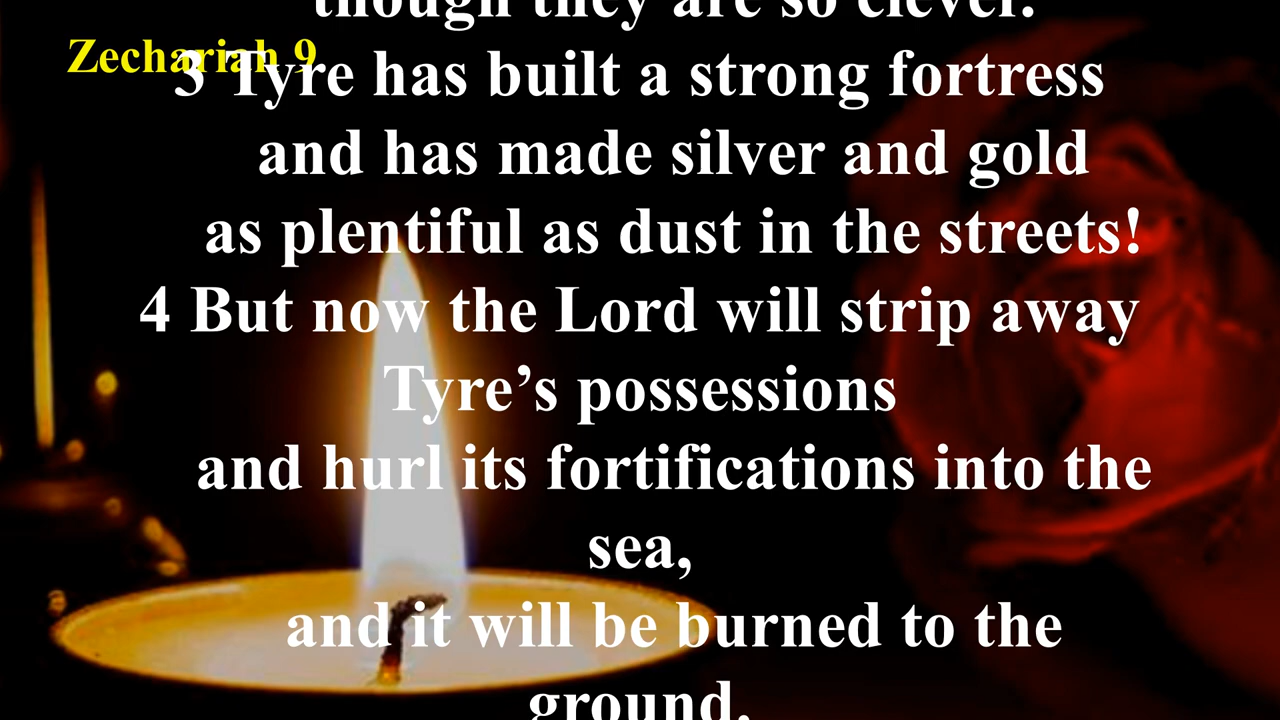 though they are so clever.
Zechariah 9
3 Tyre has built a strong fortress
and has made silver and gold
as plentiful as dust in the streets!
4 But now the Lord will strip away
Tyre’s possessions
and hurl its fortifications into the
sea,
and it will be burned to the
ground.